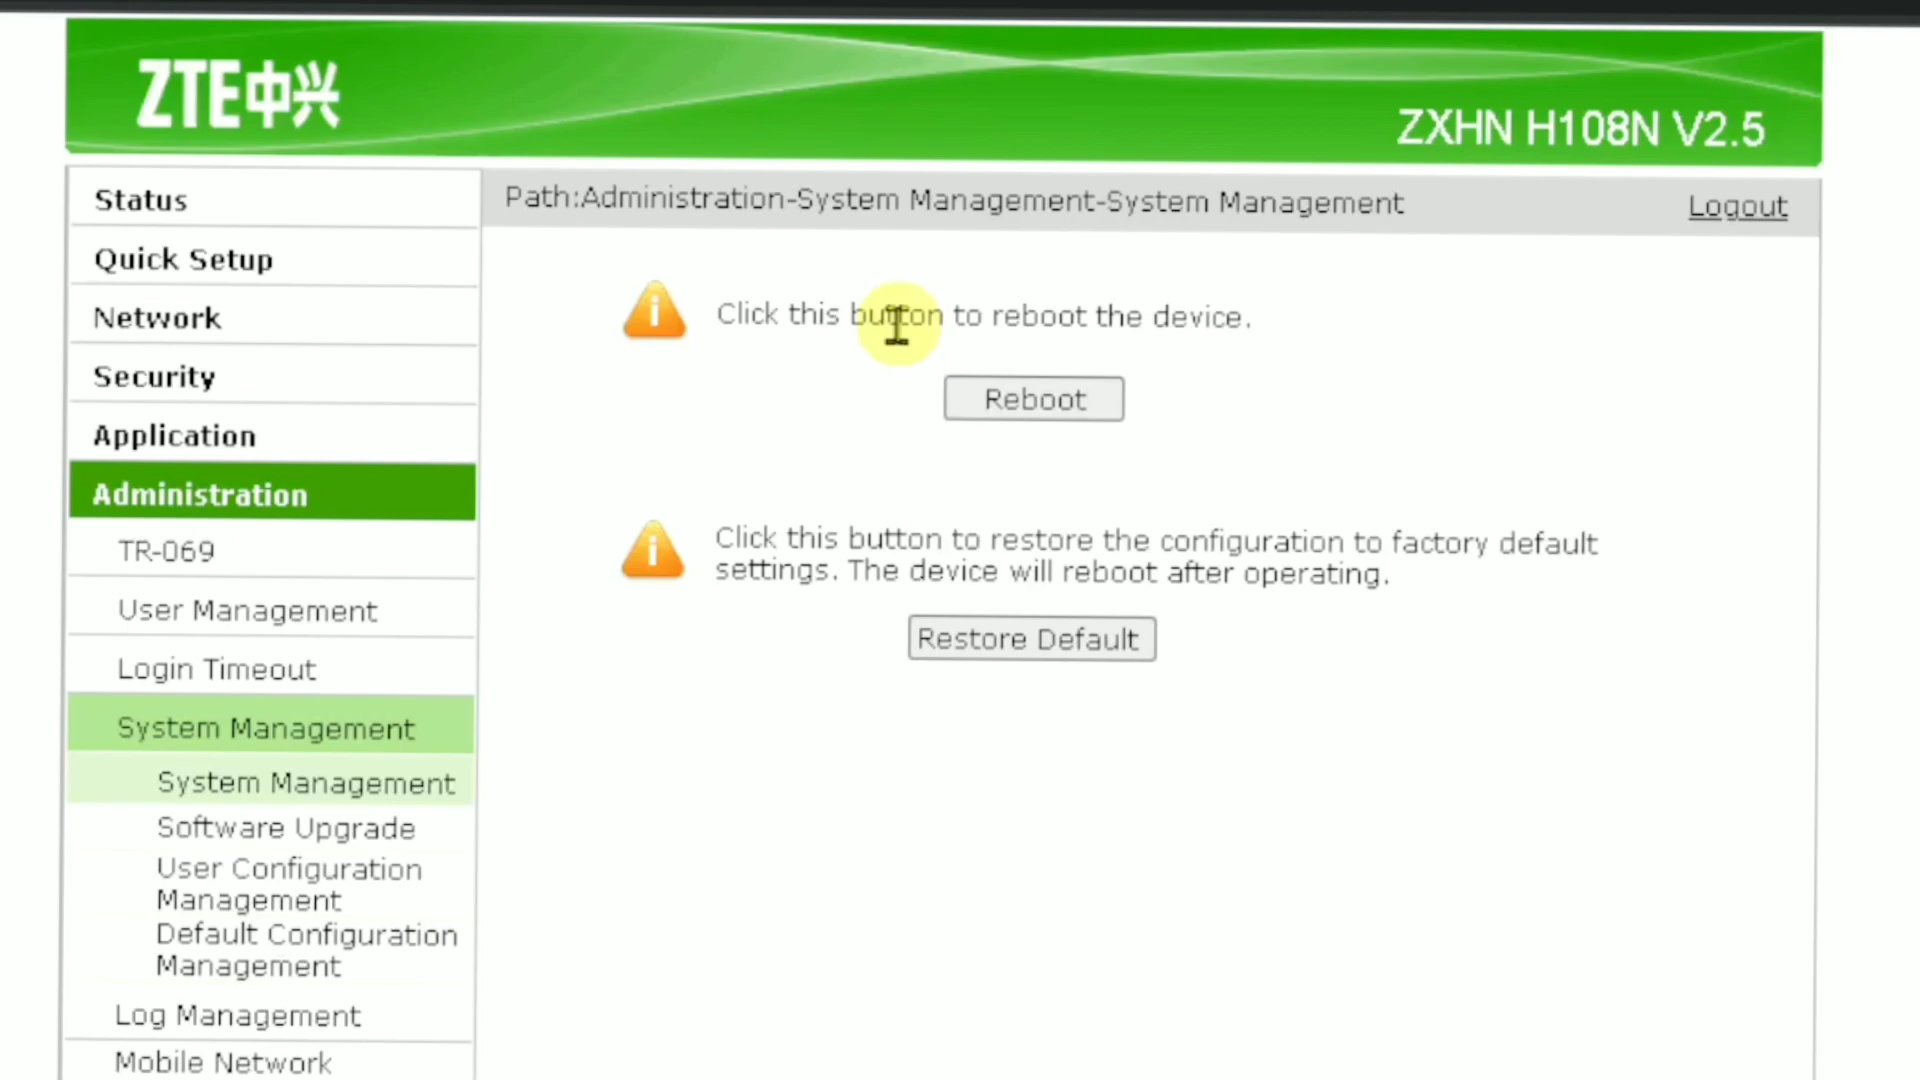 ZTE中兴
ZXHN H108N V2.5
Path:Administration-System Management-System Management
Logout
Status
Quick Setup
Network
Security
Application
Administration
TR-069
User Management
Login Timeout
System Management
System Management
Software Upgrade
User Configuration
Management
Default Configuration
Management
Log Management
Mobile Network
Click this button to reboot the device.
Reboot
Click this button to restore the configuration to factory default
settings. The device will reboot after operating.
Restore Default